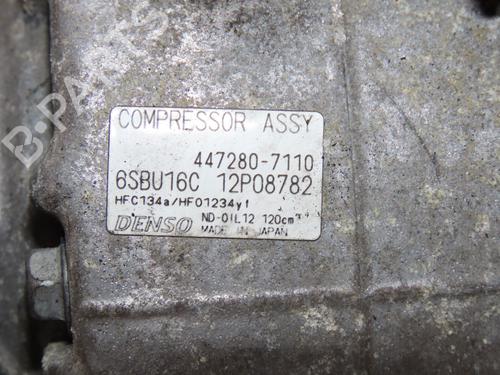 B-PARTS
COMPRESSOR ASSY
447280-7110
6SBU16C 12P08782
HFC134a/HFO1234yf
DENSO ND-OIL12 120cm³
MADE IN JAPAN